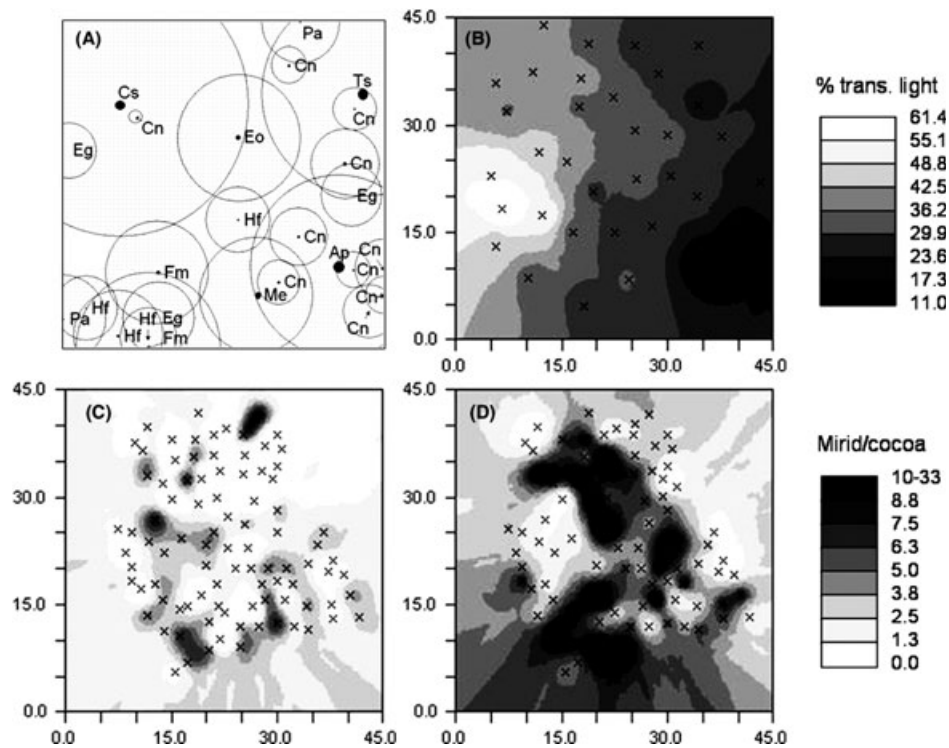 (A)
Pa
Cn
Ts
Cs
Cn
Cn
Eo
Eg
Cn
Eg
Hf
Cn
Ap
Cn
Fm
Cn
Cn
Me
Cn
Pa
Hf
Hf
Eg
Cn
Hf
Fm
(B)
45.0
30.0
15.0
0.0
0.0 15.0 30.0 45.0
% trans. light
61.4
55.1
48.8
42.5
36.2
29.9
23.6
17.3
11.0
(C)
45.0
30.0
15.0
0.0
0.0 15.0 30.0 45.0
(D)
45.0
30.0
15.0
0.0
0.0 15.0 30.0 45.0
Mirid/cocoa
10-33
8.8
7.5
6.3
5.0
3.8
2.5
1.3
0.0